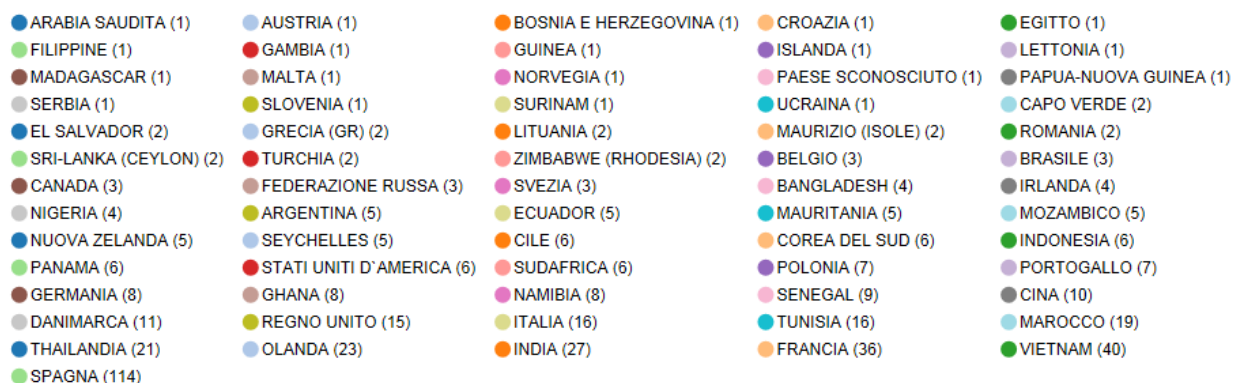 ARABIA SAUDITA (1) AUSTRIA (1) BOSNIA E HERZEGOVINA (1) CROAZIA (1) EGITTO (1)
FILIPPINE (1) GAMBIA (1) GUINEA (1) ISLANDA (1) LETTONIA (1)
MADAGASCAR (1) MALTA (1) NORVEGIA (1) PAESE SCONOSCIUTO (1) PAPUA-NUOVA GUINEA (1)
SERBIA (1) SLOVENIA (1) SURINAM (1) UCRAINA (1) CAPO VERDE (2)
EL SALVADOR (2) GRECIA (GR) (2) LITUANIA (2) MAURIZIO (ISOLE) (2) ROMANIA (2)
SRI-LANKA (CEYLON) (2) TURCHIA (2) ZIMBABWE (RHODESIA) (2) BELGIO (3) BRASILE (3)
CANADA (3) FEDERAZIONE RUSSA (3) SVEZIA (3) BANGLADESH (4) IRLANDA (4)
NIGERIA (4) ARGENTINA (5) ECUADOR (5) MAURITANIA (5) MOZAMBICO (5)
NUOVA ZELANDA (5) SEYCHELLES (5) CILE (6) COREA DEL SUD (6) INDONESIA (6)
PANAMA (6) STATI UNITI D`AMERICA (6) SUDAFRICA (6) POLONIA (7) PORTOGALLO (7)
GERMANIA (8) GHANA (8) NAMIBIA (8) SENEGAL (9) CINA (10)
DANIMARCA (11) REGNO UNITO (15) ITALIA (16) TUNISIA (16) MAROCCO (19)
THAILANDIA (21) OLANDA (23) INDIA (27) FRANCIA (36) VIETNAM (40)
SPAGNA (114)